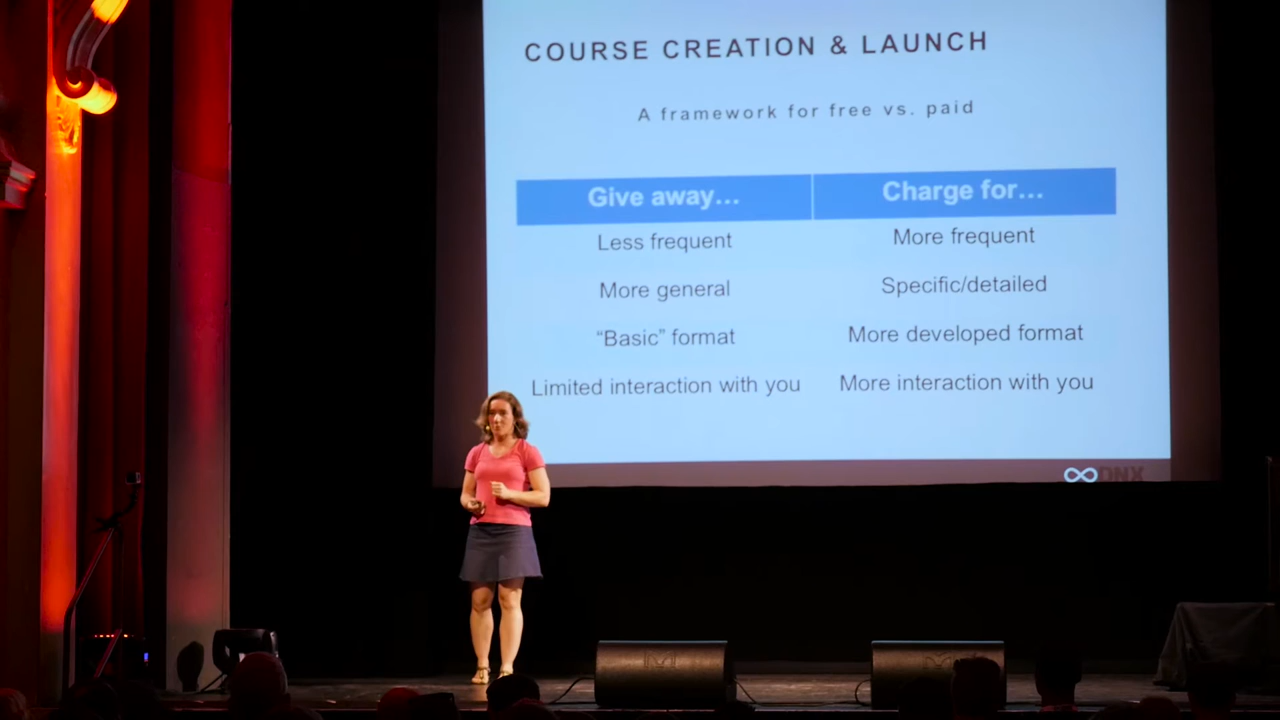 COURSE CREATION & LAUNCH
A framework for free vs. paid
Give away… Charge for…
Less frequent More frequent
More general Specific/detailed
“Basic” format More developed format
Limited interaction with you More interaction with you
DNX